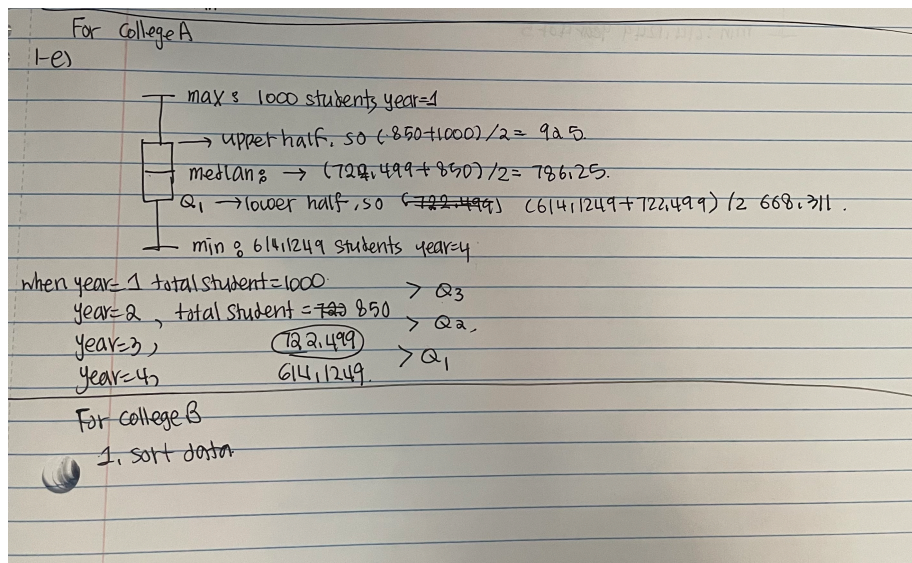 For College A
1-e)
max : 1000 students, year=1
→ upper half, so (850+1000)/2 = 925.
median : → (722.499+850)/2 = 786.25.
Q1 → lower half, so (722.499) (614.1249+722.499)/2 668.311.
min : 614.1249 students year=4
when year=1 total student=1000
> Q3
year=2, total student = 723 850
> Q2,
year=3, 722.499
> Q1
year=4, 614.1249.
For college B
1. sort data.